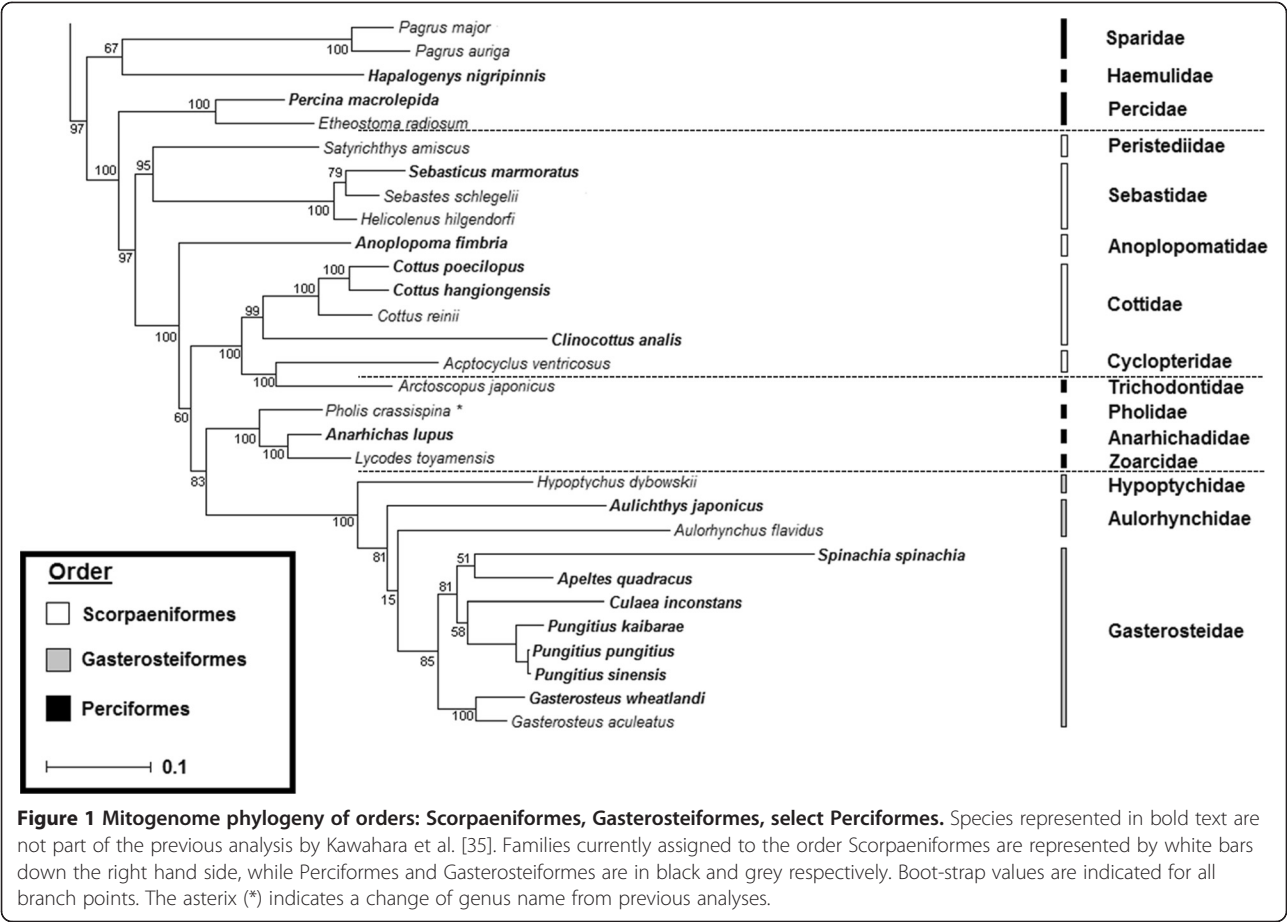 Pagrus major
67
Sparidae
100
Pagrus auriga
Hapalogenys nigripinnis
Haemulidae
100
Percina macrolepida
Percidae
97
Etheostoma radiosum
Satyrichthys amiscus
Peristediidae
95
100
79
Sebasticus marmoratus
Sebastes schlegelii
Sebastidae
100
Helicolenus hilgendorfi
97
Anoplopoma fimbria
Anoplopomatidae
100
Cottus poecilopus
100
Cottus hangiongensis
Cottidae
99
Cottus reinii
100
Clinocottus analis
100
Acptocyclus ventricosus
Cyclopteridae
100
Arctoscopus japonicus
Trichodontidae
60
Pholis crassispina *
Pholidae
100
Anarhichas lupus
Anarhichadidae
100
Lycodes toyamensis
Zoarcidae
83
Hypoptychus dybowskii
Hypoptychidae
100
Aulichthys japonicus
Aulorhynchidae
Aulorhynchus flavidus
81
51
Spinachia spinachia
81
Apeltes quadracus
15
Culaea inconstans
58
Pungitius kaibarae
Gasterosteidae
Pungitius pungitius
85
Pungitius sinensis
Gasterosteus wheatlandi
100
Gasterosteus aculeatus
Order
Scorpaeniformes
Gasterosteiformes
Perciformes
0.1
Figure 1 Mitogenome phylogeny of orders: Scorpaeniformes, Gasterosteiformes, select Perciformes. Species represented in bold text are
not part of the previous analysis by Kawahara et al. [35]. Families currently assigned to the order Scorpaeniformes are represented by white bars
down the right hand side, while Perciformes and Gasterosteiformes are in black and grey respectively. Boot-strap values are indicated for all
branch points. The asterix (*) indicates a change of genus name from previous analyses.